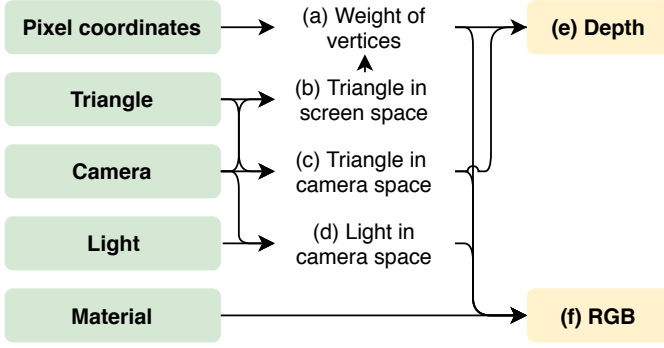 Pixel coordinates
(a) Weight of
vertices
(e) Depth
Triangle
(b) Triangle in
screen space
Camera
(c) Triangle in
camera space
Light
(d) Light in
camera space
Material
(f) RGB